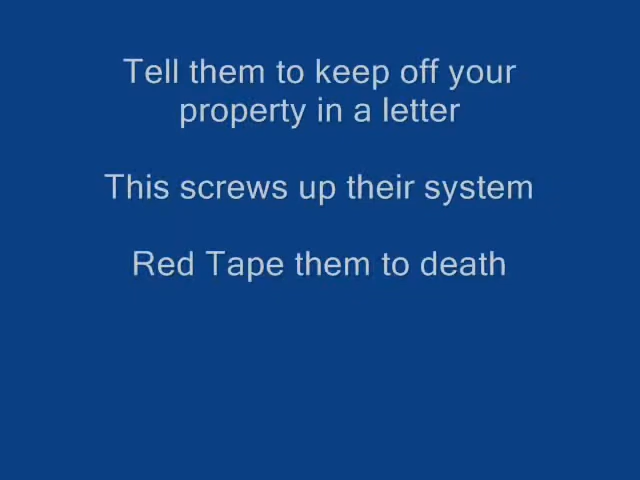 Tell them to keep off your
property in a letter
This screws up their system
Red Tape them to death